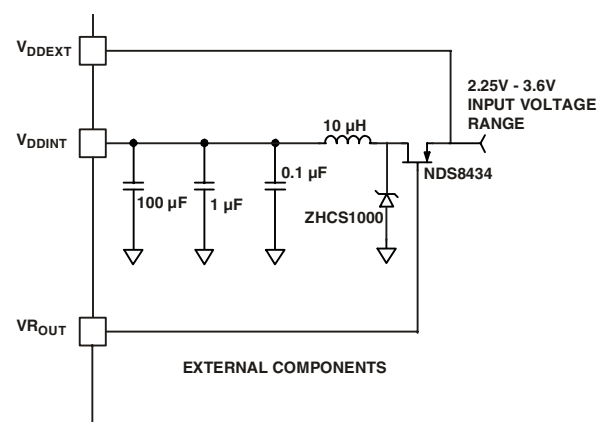 VDDEXT
2.25V - 3.6V
INPUT VOLTAGE
RANGE
VDDINT
10 µH
NDS8434
0.1 µF
100 µF
1 µF
ZHCS1000
VROUT
EXTERNAL COMPONENTS